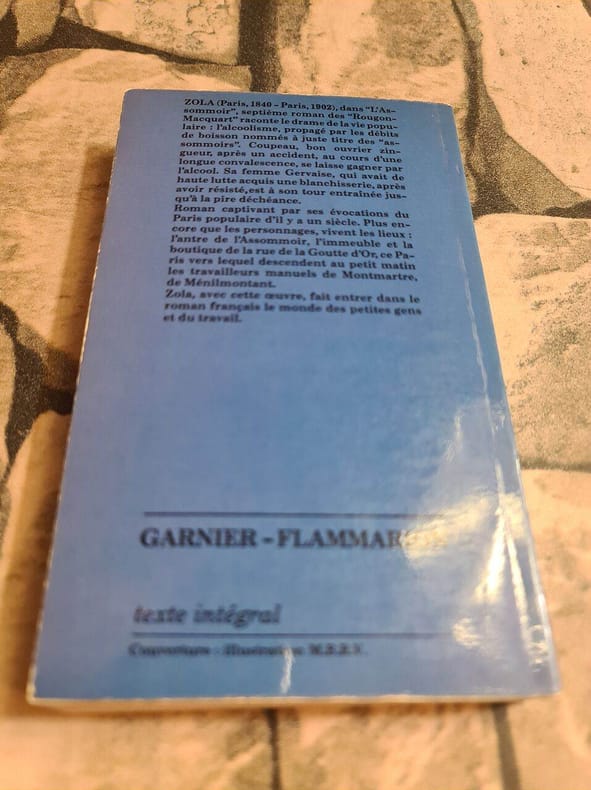 ZOLA (Paris, 1840 - Paris, 1902), dans "L'As-
sommoir", septième roman des "Rougon-
Macquart" raconte le drame de la vie popu-
laire : l'alcoolisme, propagé par les débits
de boisson nommés à juste titre des "as-
sommoirs". Coupeau, bon ouvrier zin-
gueur, après un accident, au cours d'une
longue convalescence, se laisse gagner par
l'alcool. Sa femme Gervaise, qui avait de
haute lutte acquis une blanchisserie, après
avoir résisté, est à son tour entraînée jus-
qu'à la pire déchéance.
Roman captivant par ses évocations du
Paris populaire d'il y a un siècle. Plus en-
core que les personnages, vivent les lieux :
l'antre de l'Assommoir, l'immeuble et la
boutique de la rue de la Goutte d'Or, ce Pa-
ris vers lequel descendent au petit matin
les travailleurs manuels de Montmartre,
de Ménilmontant.
Zola, avec cette œuvre, fait entrer dans le
roman français le monde des petites gens
et du travail.
GARNIER - FLAMMARION
texte intégral
Couverture : illustration